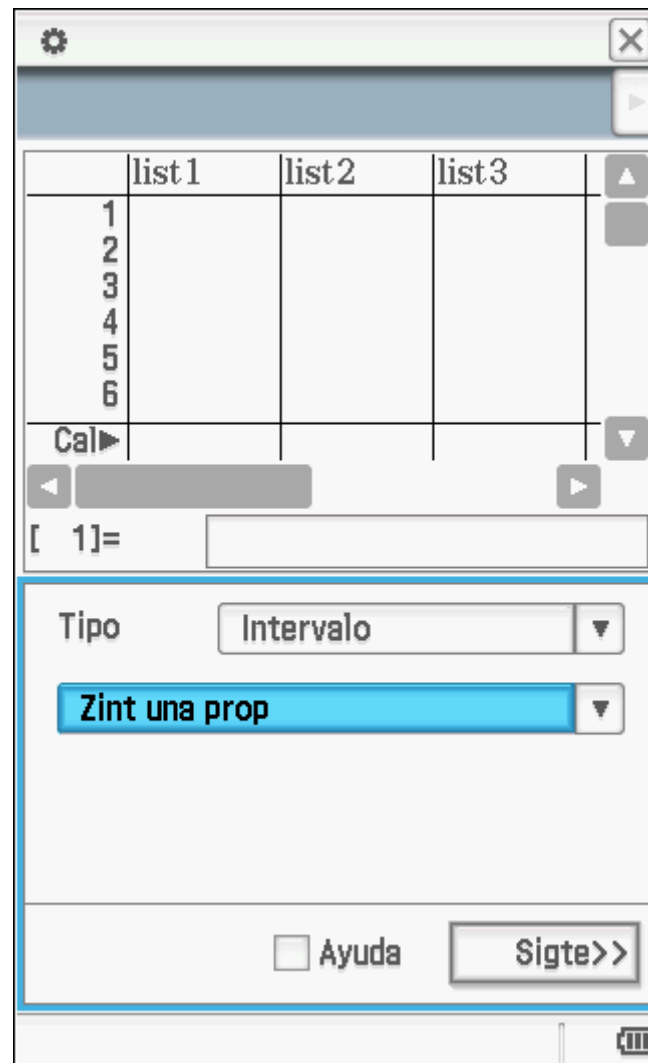 list1 list2 list3
1
2
3
4
5
6
Cal▶
[ 1]=
Tipo Intervalo
Zint una prop
Ayuda Sigte>>